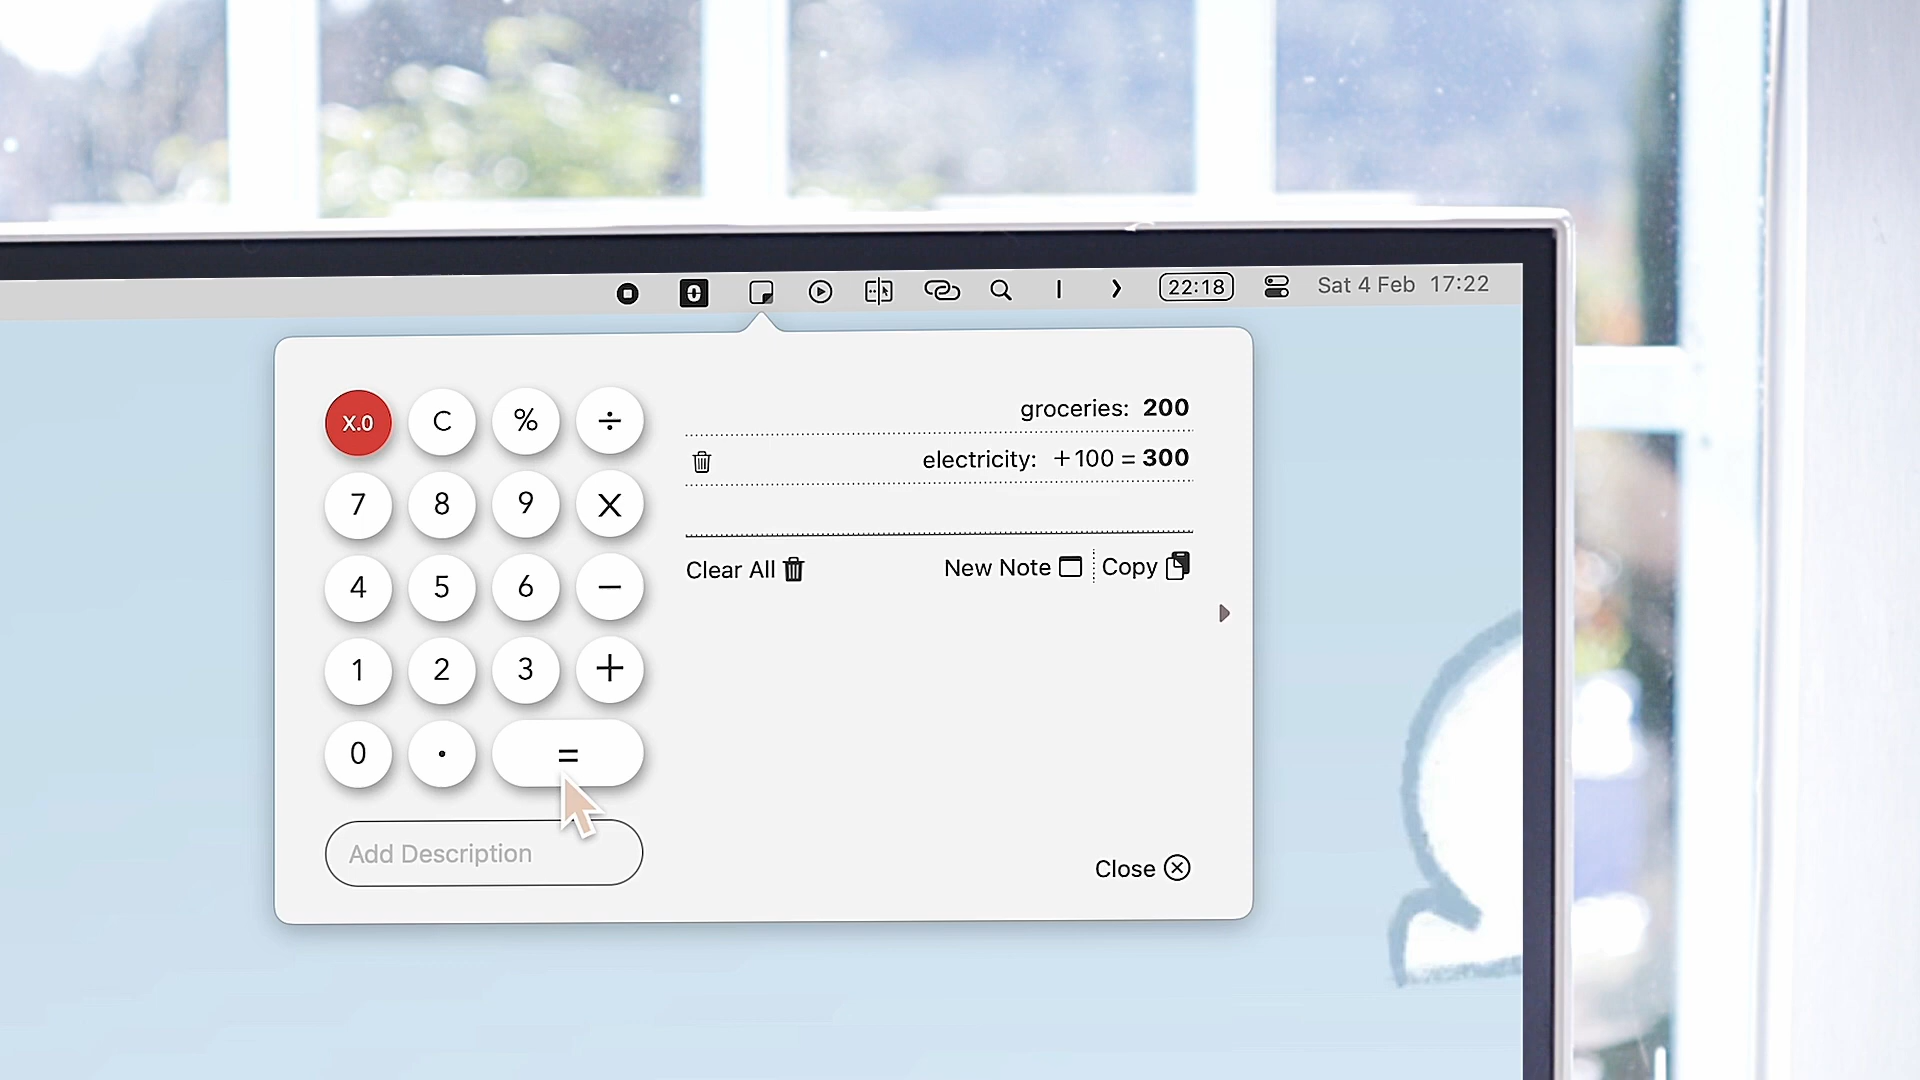 0 22:18 Sat 4 Feb 17:22
X.0 C % ÷
7 8 9 X
4 5 6 −
1 2 3 +
0 . =
Add Description
groceries: 200
electricity: +100 = 300
Clear All New Note Copy
Close